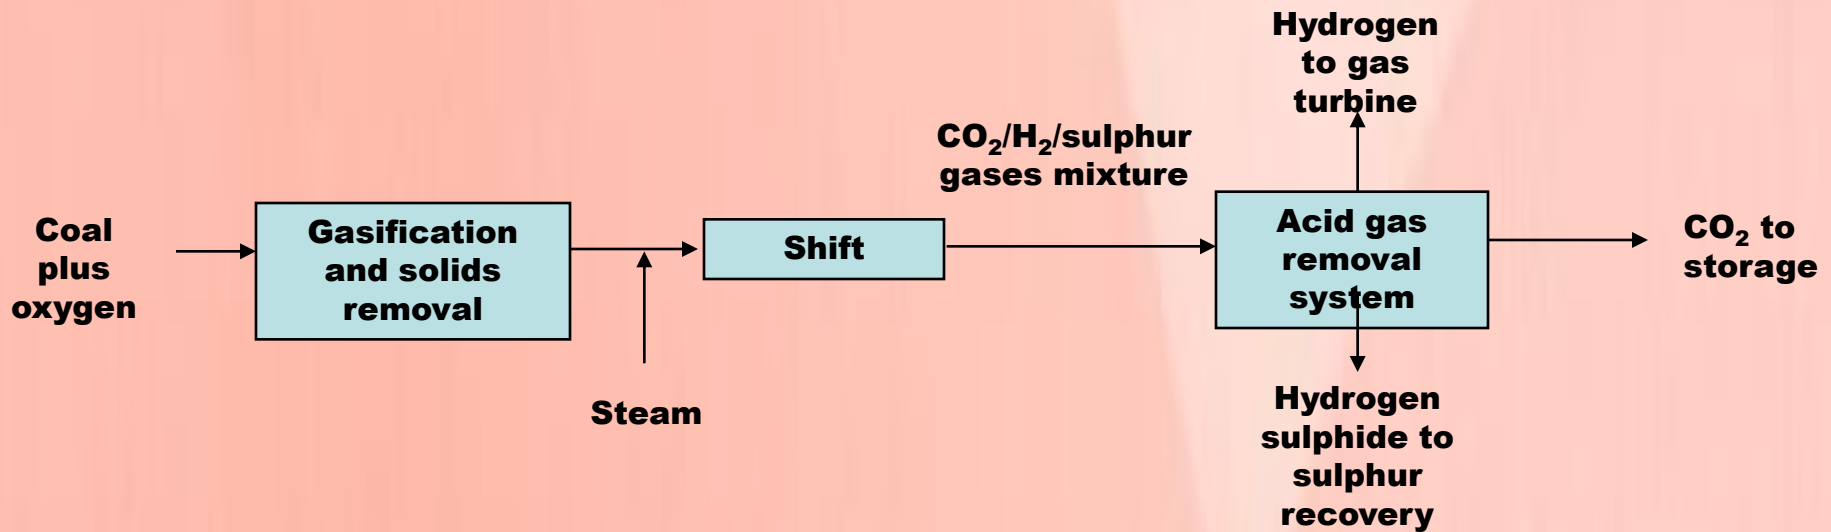 Coal
plus
oxygen
Gasification
and solids
removal
Steam
Shift
CO₂/H₂/sulphur
gases mixture
Hydrogen
to gas
turbine
Acid gas
removal
system
CO₂ to
storage
Hydrogen
sulphide to
sulphur
recovery